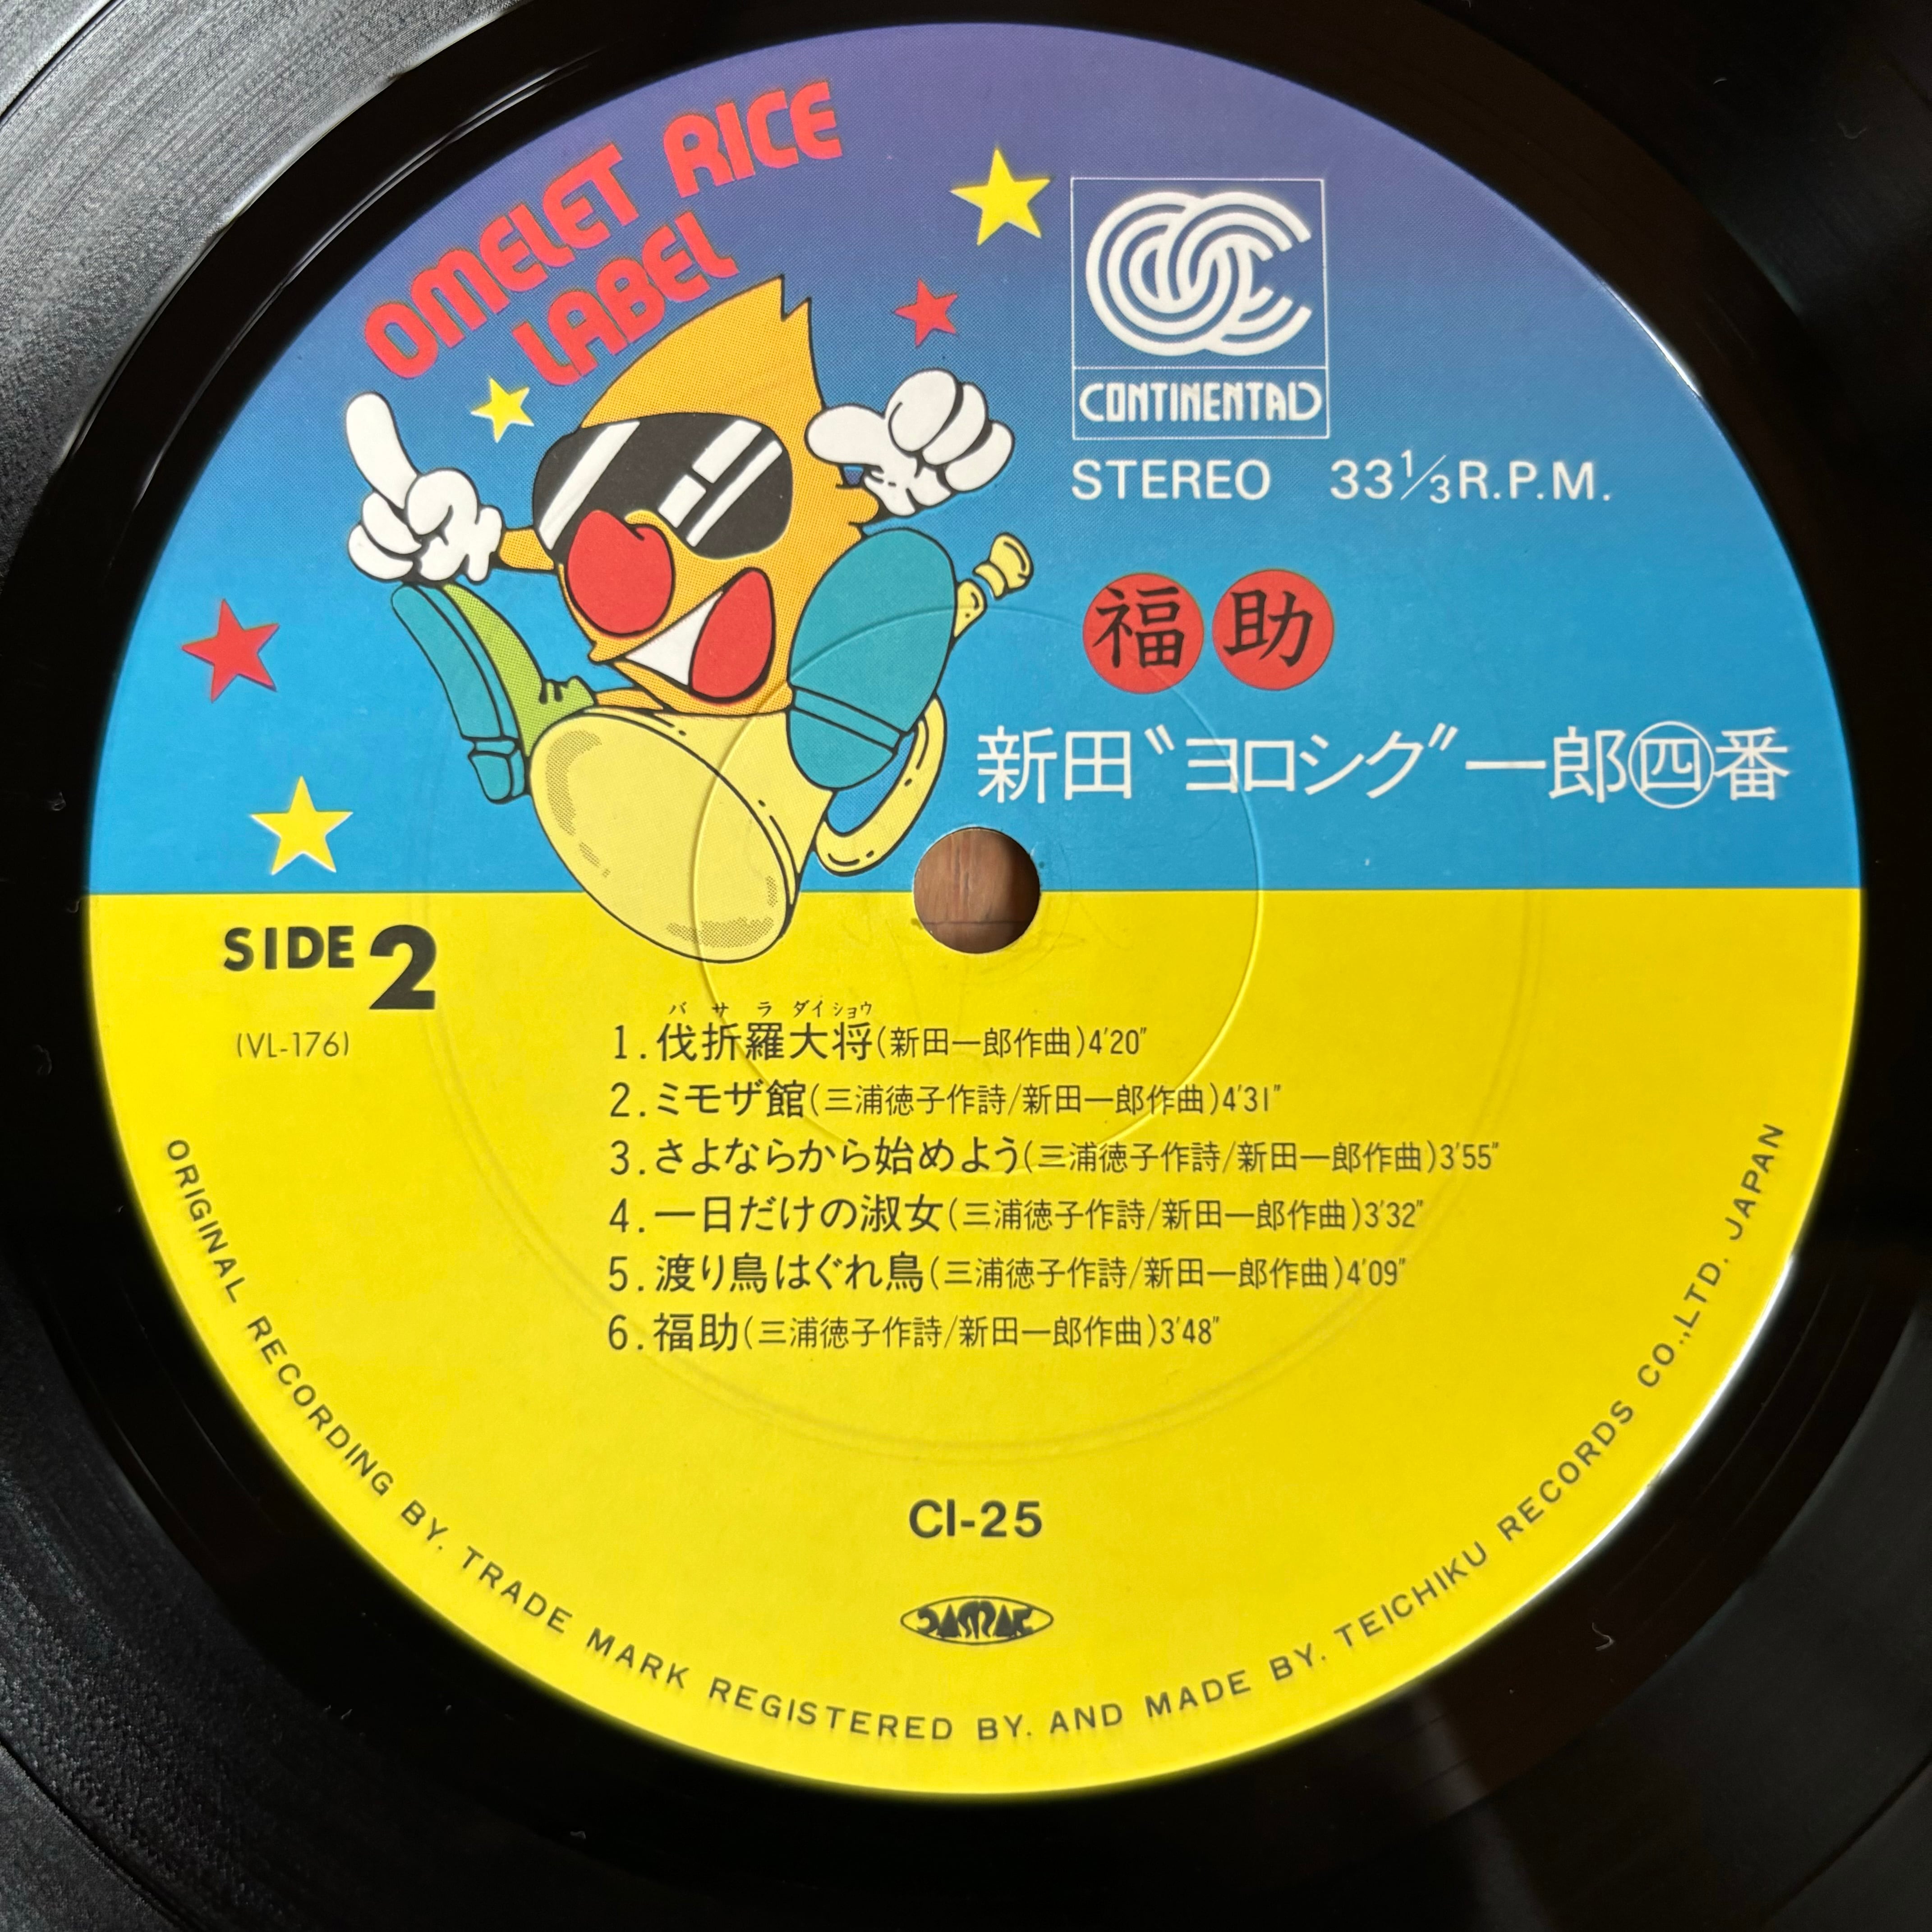 OMELET RICE
LABEL
CONTINENTAL
STEREO 33 1/3 R.P.M.
福助
新田〝ヨロシク〞一郎㊃番
SIDE 2
(VL-176)
バサラダイショウ
1. 伐折羅大将(新田一郎作曲)4'20"
2. ミモザ館(三浦徳子作詩/新田一郎作曲)4'31"
3. さよならから始めよう(三浦徳子作詩/新田一郎作曲)3'55"
4. 一日だけの淑女(三浦徳子作詩/新田一郎作曲)3'32"
5. 渡り鳥はぐれ鳥(三浦徳子作詩/新田一郎作曲)4'09"
6. 福助(三浦徳子作詩/新田一郎作曲)3'48"
CI-25
JASRAC
ORIGINAL RECORDING BY. TRADE MARK REGISTERED BY. AND MADE BY. TEICHIKU RECORDS CO.,LTD. JAPAN